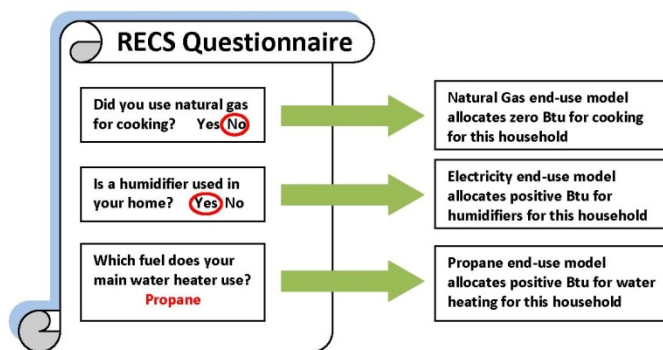 RECS Questionnaire
Did you use natural gas
for cooking? Yes No
Natural Gas end-use model
allocates zero Btu for cooking
for this household
Is a humidifier used in
your home? Yes No
Electricity end-use model
allocates positive Btu for
humidifiers for this household
Which fuel does your
main water heater use?
Propane
Propane end-use model
allocates positive Btu for water
heating for this household